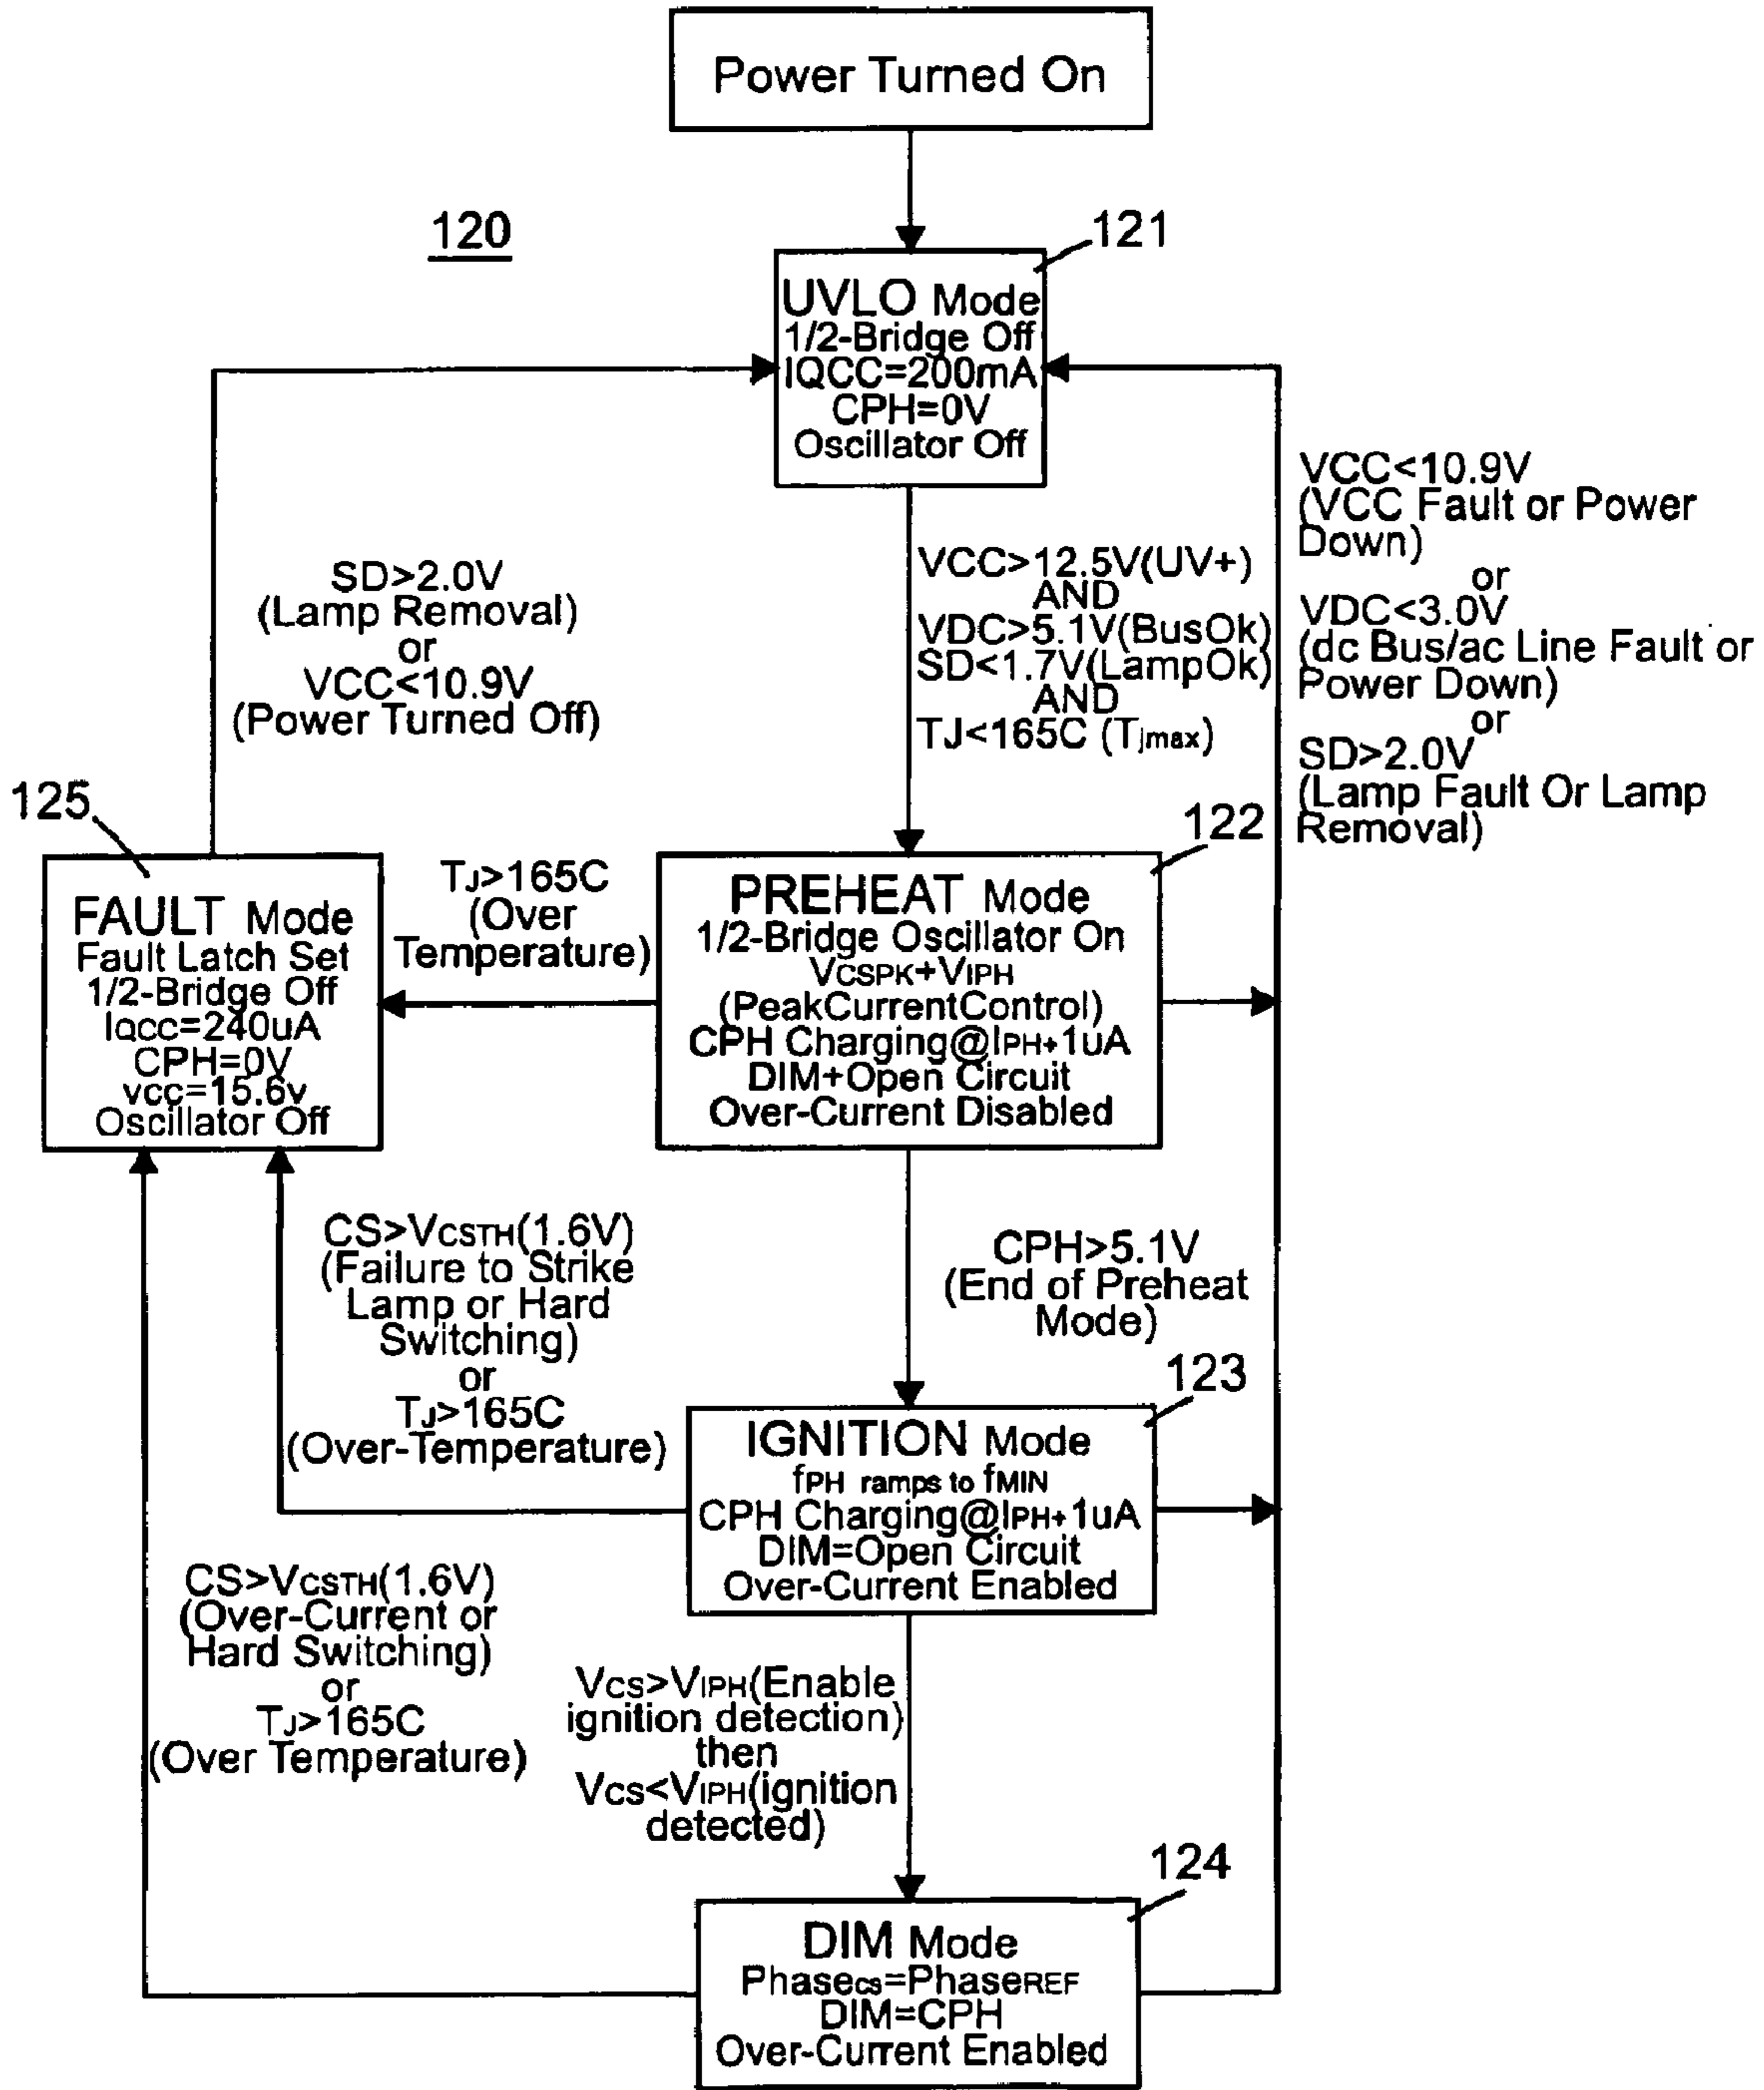 Power Turned On
120
121
UVLO Mode
1/2-Bridge Off
IQCC=200mA
CPH=0V
Oscillator Off
VCC<10.9V
(VCC Fault or Power
Down)
or
VDC<3.0V
(dc Bus/ac Line Fault or
Power Down)
or
SD>2.0V
(Lamp Fault Or Lamp
Removal)
VCC>12.5V(UV+)
AND
VDC>5.1V(BusOk)
SD<1.7V(LampOk)
AND
TJ<165C (Tjmax)
SD>2.0V
(Lamp Removal)
or
VCC<10.9V
(Power Turned Off)
125
FAULT Mode
Fault Latch Set
1/2-Bridge Off
IQCC=240uA
CPH=0V
vcc=15.6v
Oscillator Off
TJ>165C
(Over
Temperature)
122
PREHEAT Mode
1/2-Bridge Oscillator On
VCSPK+VIPH
(PeakCurrentControl)
CPH Charging@IPH+1uA
DIM+Open Circuit
Over-Current Disabled
CS>VCSTH(1.6V)
(Failure to Strike
Lamp or Hard
Switching)
or
TJ>165C
(Over-Temperature)
CPH>5.1V
(End of Preheat
Mode)
123
IGNITION Mode
fPH ramps to fMIN
CPH Charging@IPH+1uA
DIM=Open Circuit
Over-Current Enabled
CS>VCSTH(1.6V)
(Over-Current or
Hard Switching)
or
TJ>165C
(Over Temperature)
VCS>VIPH(Enable
ignition detection)
then
VCS<VIPH(ignition
detected)
124
DIM Mode
Phasecs=PhaseREF
DIM=CPH
Over-Current Enabled